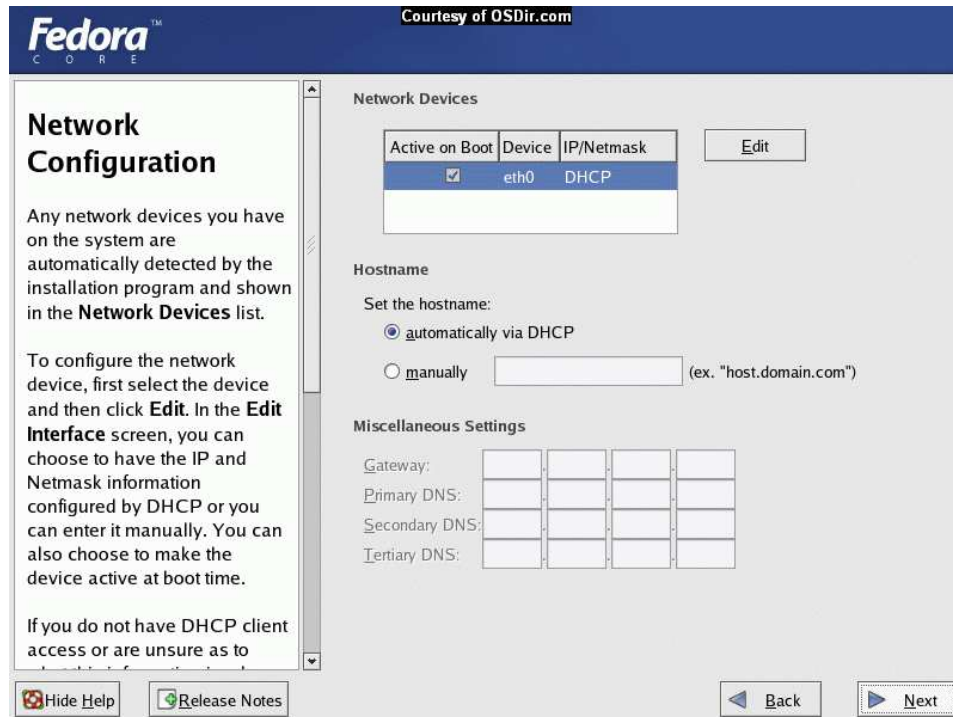 Courtesy of OSDir.com
Fedora™
CORE
Network
Configuration
Any network devices you have
on the system are
automatically detected by the
installation program and shown
in the Network Devices list.
To configure the network
device, first select the device
and then click Edit. In the Edit
Interface screen, you can
choose to have the IP and
Netmask information
configured by DHCP or you
can enter it manually. You can
also choose to make the
device active at boot time.
If you do not have DHCP client
access or are unsure as to
Hide Help
Release Notes
Network Devices
Active on Boot Device IP/Netmask
eth0 DHCP
Edit
Hostname
Set the hostname:
automatically via DHCP
manually (ex. "host.domain.com")
Miscellaneous Settings
Gateway: . . .
Primary DNS: . . .
Secondary DNS: . . .
Tertiary DNS: . . .
Back
Next